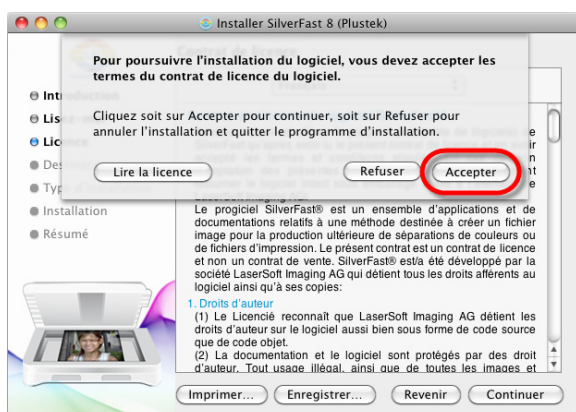 Installer SilverFast 8 (Plustek)
Pour poursuivre l'installation du logiciel, vous devez accepter les
termes du contrat de licence du logiciel.
Cliquez soit sur Accepter pour continuer, soit sur Refuser pour
annuler l'installation et quitter le programme d'installation.
Lire la licence
Refuser
Accepter
Licence
Installation
Résumé
Le progiciel SilverFast® est un ensemble d'applications et de
documentations relatifs à une méthode destinée à créer un fichier
image pour la production ultérieure de séparations de couleurs ou
de fichiers d'impression. Le présent contrat est un contrat de licence
et non un contrat de vente. SilverFast® est/a été développé par la
société LaserSoft Imaging AG qui détient tous les droits afférents au
logiciel ainsi qu'à ses copies:
1. Droits d'auteur
(1) Le Licencié reconnaît que LaserSoft Imaging AG détient les
droits d'auteur sur le logiciel aussi bien sous forme de code source
que de code objet.
(2) La documentation et le logiciel sont protégés par des droit
d'auteur. Tout usage illégal, ainsi que de toutes les images et
Imprimer...
Enregistrer...
Revenir
Continuer